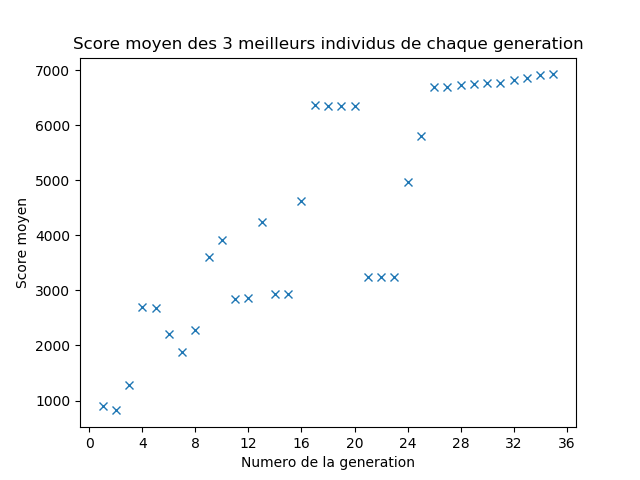 Score moyen des 3 meilleurs individus de chaque generation
7000
6000
5000
4000
3000
2000
1000
Score moyen
0 4 8 12 16 20 24 28 32 36
Numero de la generation